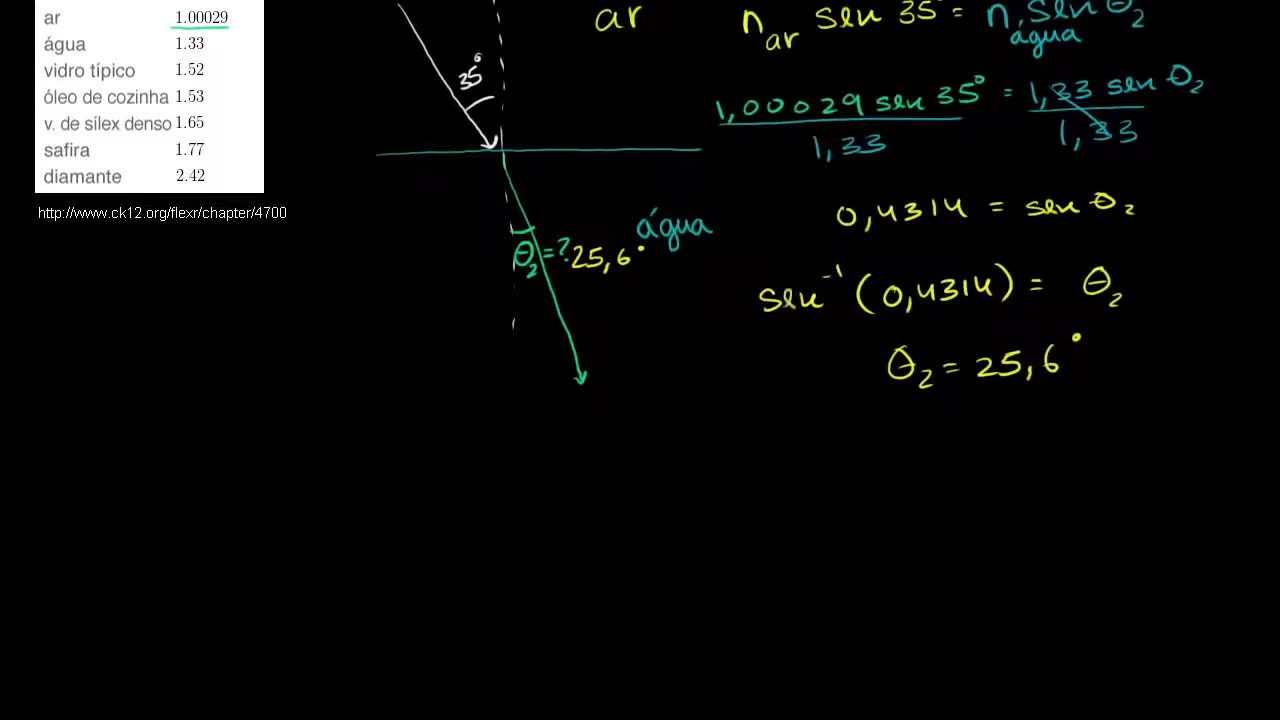 ar 1.00029
água 1.33
vidro típico 1.52
óleo de cozinha 1.53
v. de sílex denso 1.65
safira 1.77
diamante 2.42
http://www.ck12.org/flexr/chapter/4700
35°
ar
água
θ₂=? 25,6°
n ar sen 35° = n água sen θ₂
1,00029 sen 35° / 1,33 = 1,33 sen θ₂ / 1,33
0,4314 = sen θ₂
sen⁻¹ (0,4314) = θ₂
θ₂ = 25,6°